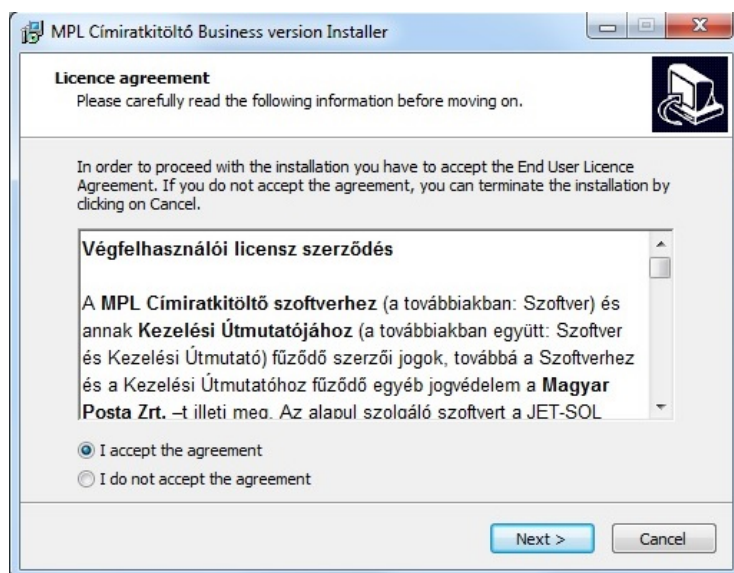 MPL Címiratkitöltő Business version Installer
Licence agreement
Please carefully read the following information before moving on.
In order to proceed with the installation you have to accept the End User Licence
Agreement. If you do not accept the agreement, you can terminate the installation by
clicking on Cancel.
Végfelhasználói licensz szerződés
A MPL Címiratkitöltő szoftverhez (a továbbiakban: Szoftver) és
annak Kezelési Útmutatójához (a továbbiakban együtt: Szoftver
és Kezelési Útmutató) fűződő szerzői jogok, továbbá a Szoftverhez
és a Kezelési Útmutatóhoz fűződő egyéb jogvédelem a Magyar
Posta Zrt. –t illeti meg. Az alapul szolgáló szoftvert a JET-SOL
I accept the agreement
I do not accept the agreement
Next >
Cancel